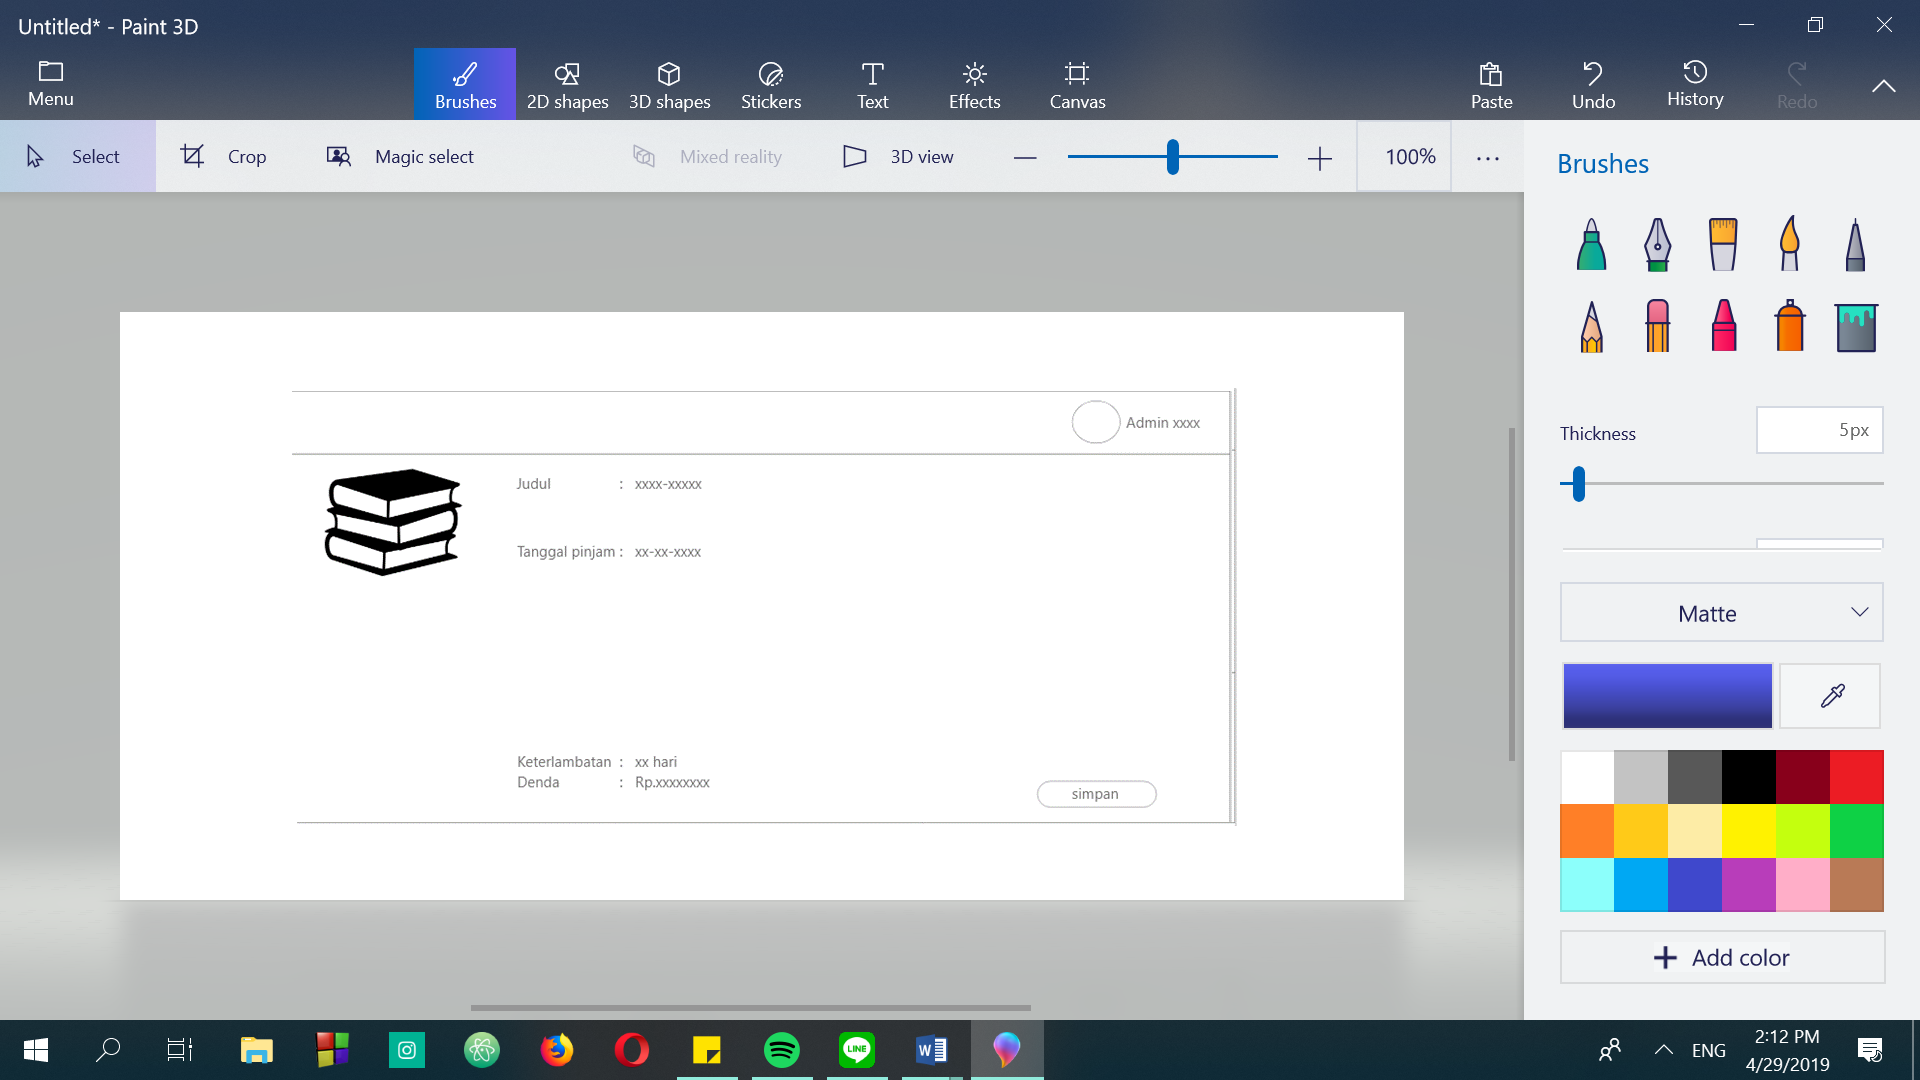 Untitled* - Paint 3D
Menu
Brushes
2D shapes
3D shapes
Stickers
Text
Effects
Canvas
Paste
Undo
History
Redo
Select
Crop
Magic select
Mixed reality
3D view
100%
Brushes
Thickness
5px
Matte
Add color
Admin xxxx
Judul : xxxx-xxxxx
Tanggal pinjam : xx-xx-xxxx
Keterlambatan : xx hari
Denda : Rp.xxxxxxxx
simpan
LINE
ENG
2:12 PM
4/29/2019